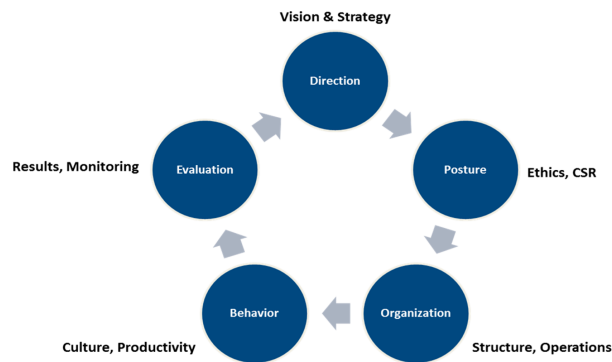 Vision & Strategy
Direction
Results, Monitoring
Evaluation
Posture
Ethics, CSR
Behavior
Organization
Culture, Productivity
Structure, Operations